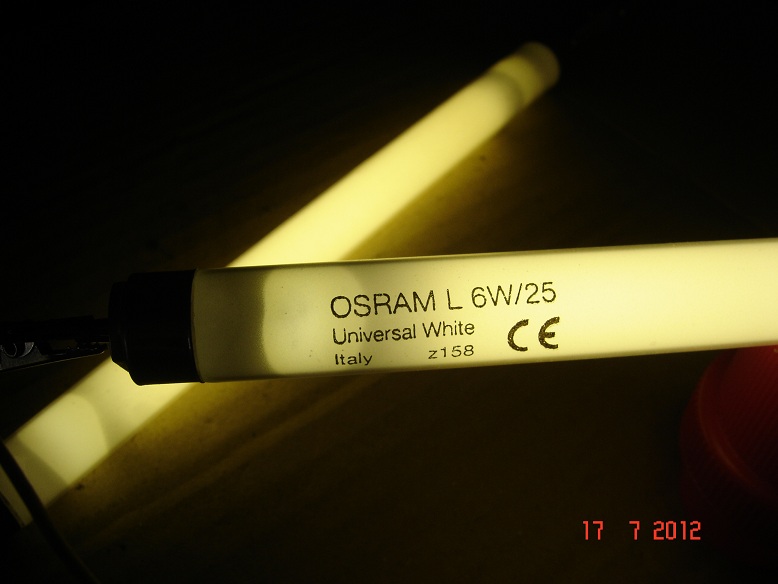 OSRAM L 6W/25
Universal White
Italy z158 CE
17 7 2012